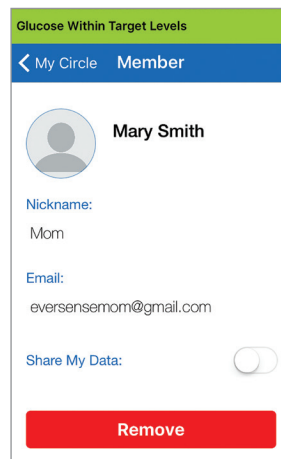 Glucose Within Target Levels
My Circle Member
Mary Smith
Nickname:
Mom
Email:
eversensemom@gmail.com
Share My Data:
Remove